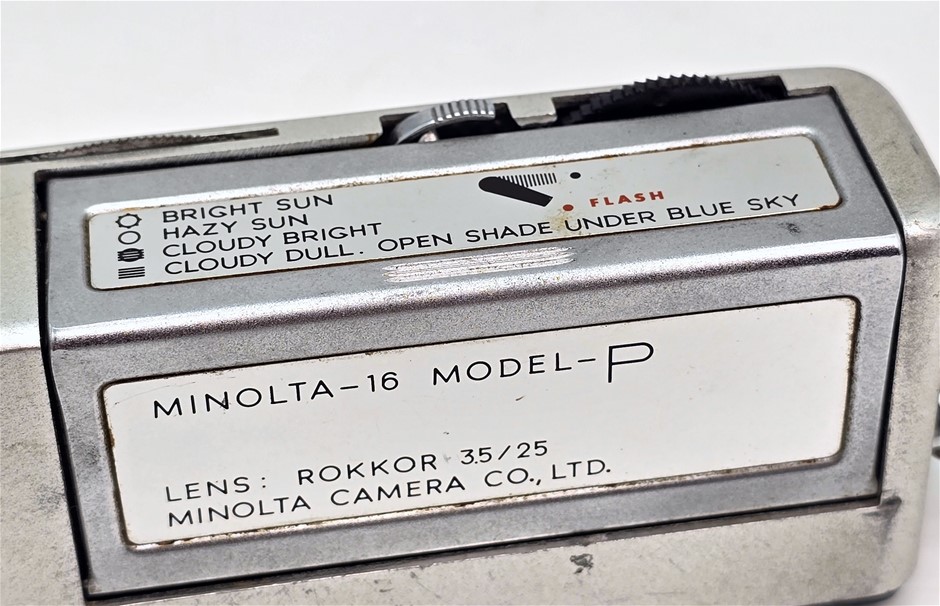 BRIGHT SUN
HAZY SUN
CLOUDY BRIGHT
CLOUDY DULL. OPEN SHADE UNDER BLUE SKY
FLASH
MINOLTA-16 MODEL-P
LENS: ROKKOR 3.5/25
MINOLTA CAMERA CO., LTD.